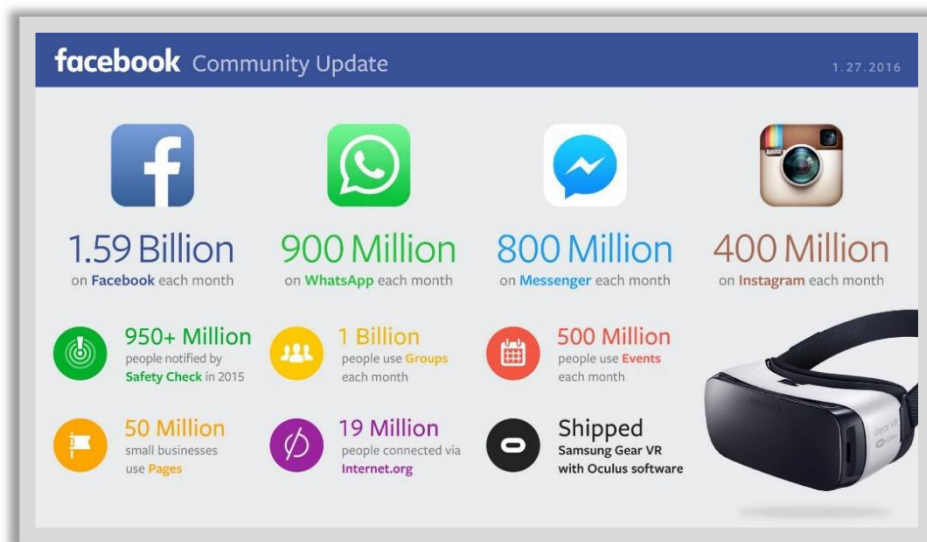 facebook Community Update
1.27.2016
1.59 Billion
on Facebook each month
900 Million
on WhatsApp each month
800 Million
on Messenger each month
400 Million
on Instagram each month
950+ Million
people notified by
Safety Check in 2015
1 Billion
people use Groups
each month
500 Million
people use Events
each month
50 Million
small businesses
use Pages
19 Million
people connected via
Internet.org
Shipped
Samsung Gear VR
with Oculus software
Gear VR